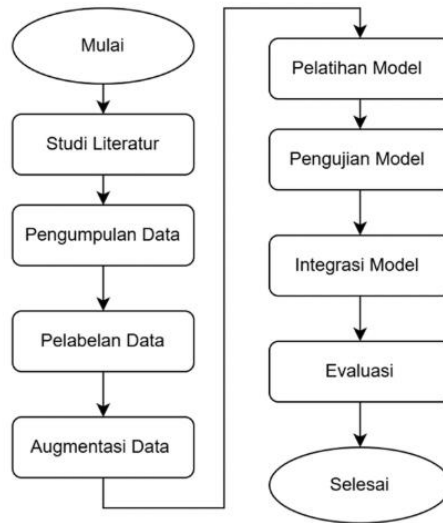 Mulai
Studi Literatur
Pengumpulan Data
Pelabelan Data
Augmentasi Data
Pelatihan Model
Pengujian Model
Integrasi Model
Evaluasi
Selesai